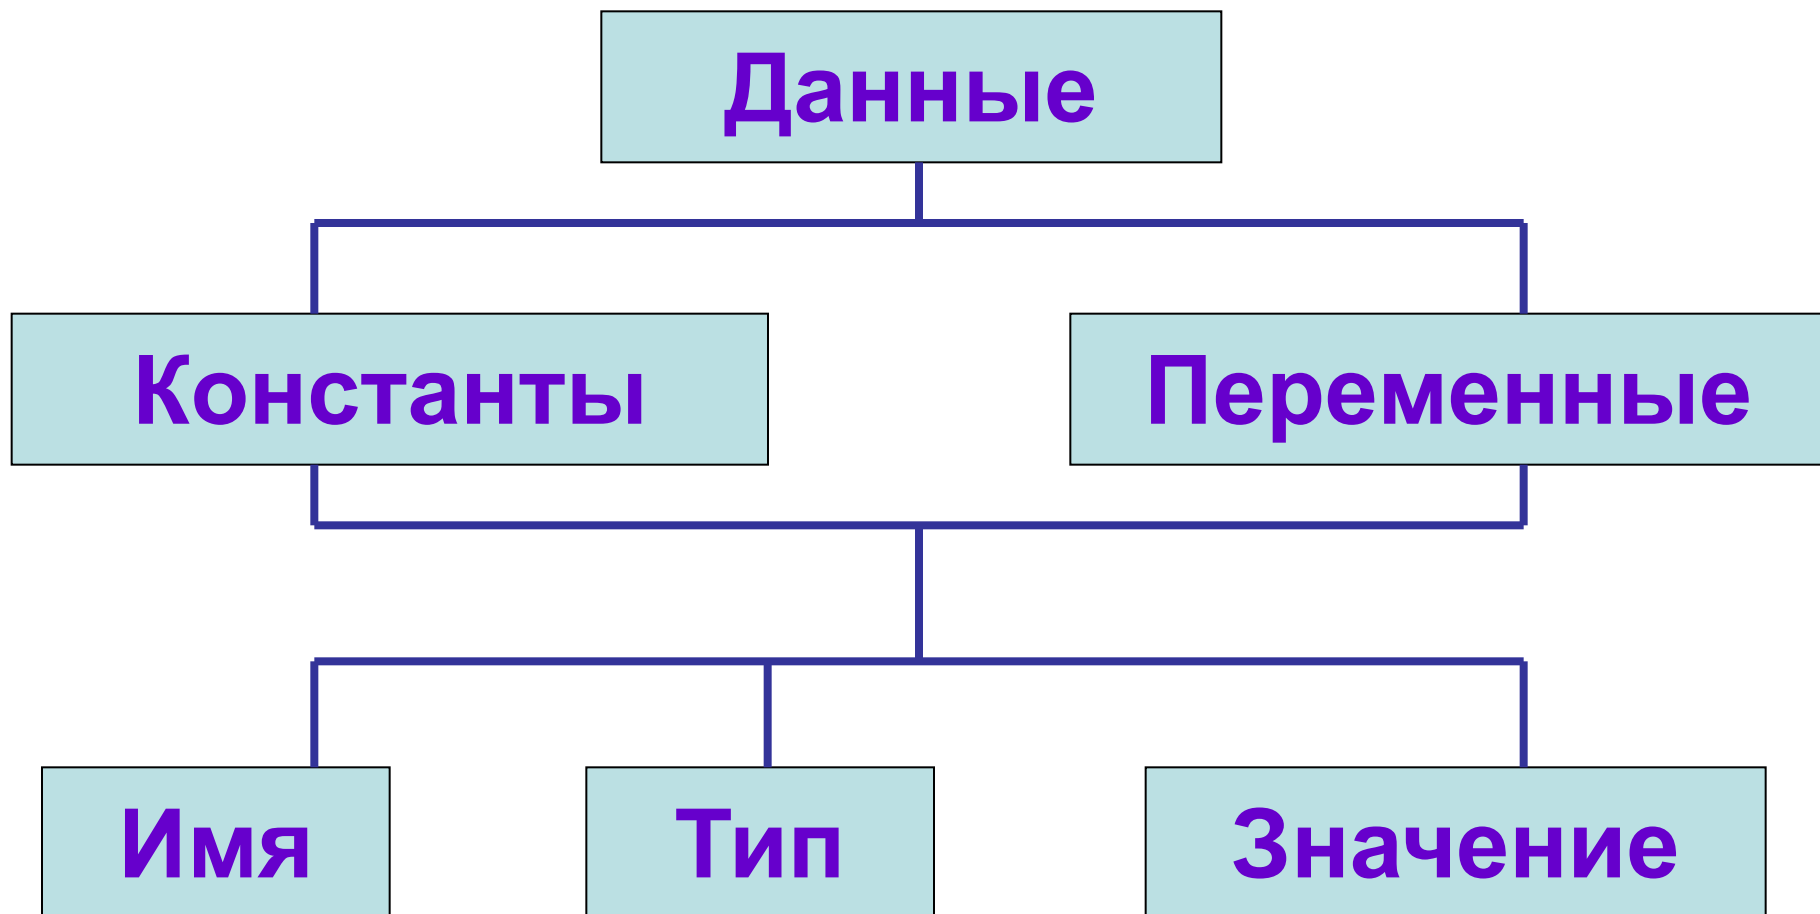 Данные
Константы
Переменные
Имя
Тип
Значение